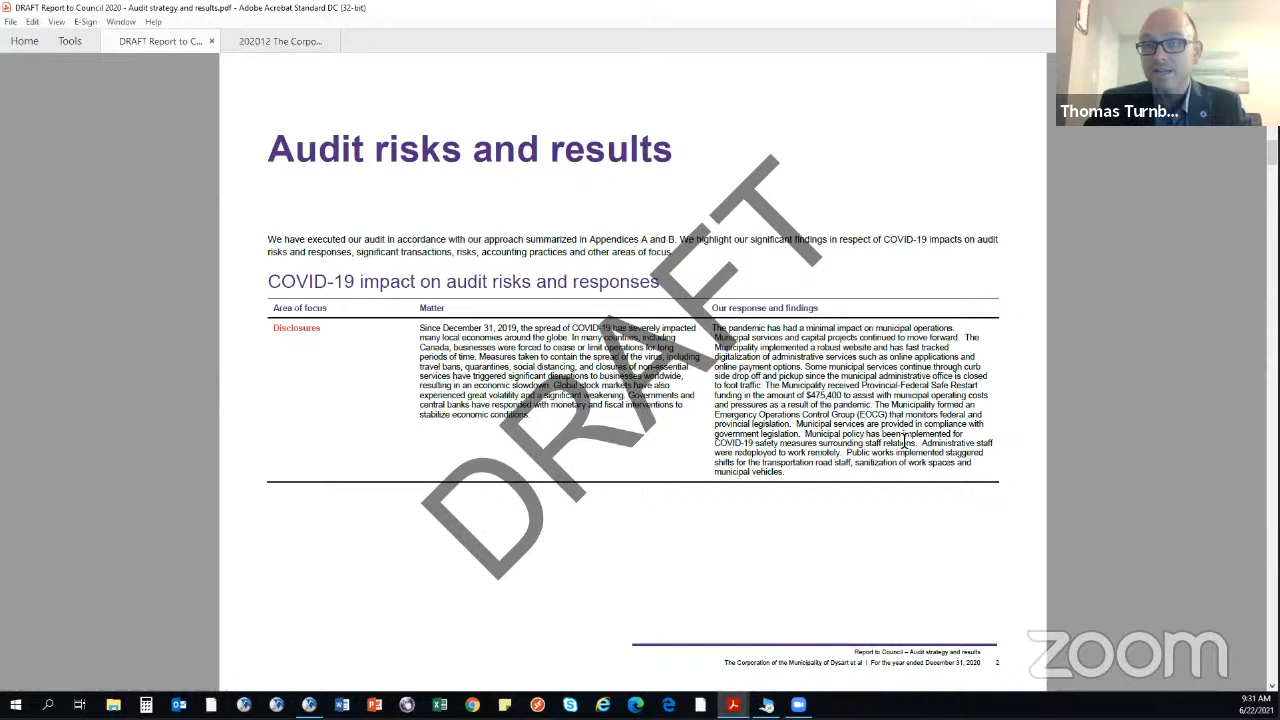 DRAFT Report to Council 2020 - Audit strategy and results.pdf - Adobe Acrobat Standard DC (32-bit)
File Edit View E-Sign Window Help
Home Tools DRAFT Report to C... × 202012 The Corpo...
Thomas Turnb...
Audit risks and results
We have executed our audit in accordance with our approach summarized in Appendices A and B. We highlight our significant findings in respect of COVID-19 impacts on audit
risks and responses, significant transactions, risks, accounting practices and other areas of focus.
COVID-19 impact on audit risks and responses
Area of focus Matter Our response and findings
Disclosures
Since December 31, 2019, the spread of COVID-19 has severely impacted
many local economies around the globe. In many countries, including
Canada, businesses were forced to cease or limit operations for long
periods of time. Measures taken to contain the spread of the virus, including
travel bans, quarantines, social distancing, and closures of non-essential
services have triggered significant disruptions to businesses worldwide,
resulting in an economic slowdown. Global stock markets have also
experienced great volatility and a significant weakening. Governments and
central banks have responded with monetary and fiscal interventions to
stabilize economic conditions.
The pandemic has had a minimal impact on municipal operations.
Municipal services and capital projects continued to move forward. The
Municipality implemented a robust website and has fast tracked
digitalization of administrative services such as online applications and
online payment options. Some municipal services continue through curb
side drop off and pickup since the municipal administrative office is closed
to foot traffic. The Municipality received Provincial-Federal Safe Restart
funding in the amount of $475,400 to assist with municipal operating costs
and pressures as a result of the pandemic. The Municipality formed an
Emergency Operations Control Group (EOCG) that monitors federal and
provincial legislation. Municipal services are provided in compliance with
government legislation. Municipal policy has been implemented for
COVID-19 safety measures surrounding staff relations. Administrative staff
were redeployed to work remotely. Public works implemented staggered
shifts for the transportation road staff, sanitization of work spaces and
municipal vehicles.
DRAFT
Report to Council – Audit strategy and results
The Corporation of the Municipality of Dysart et al | For the year ended December 31, 2020 2
zoom
9:31 AM
6/22/2021